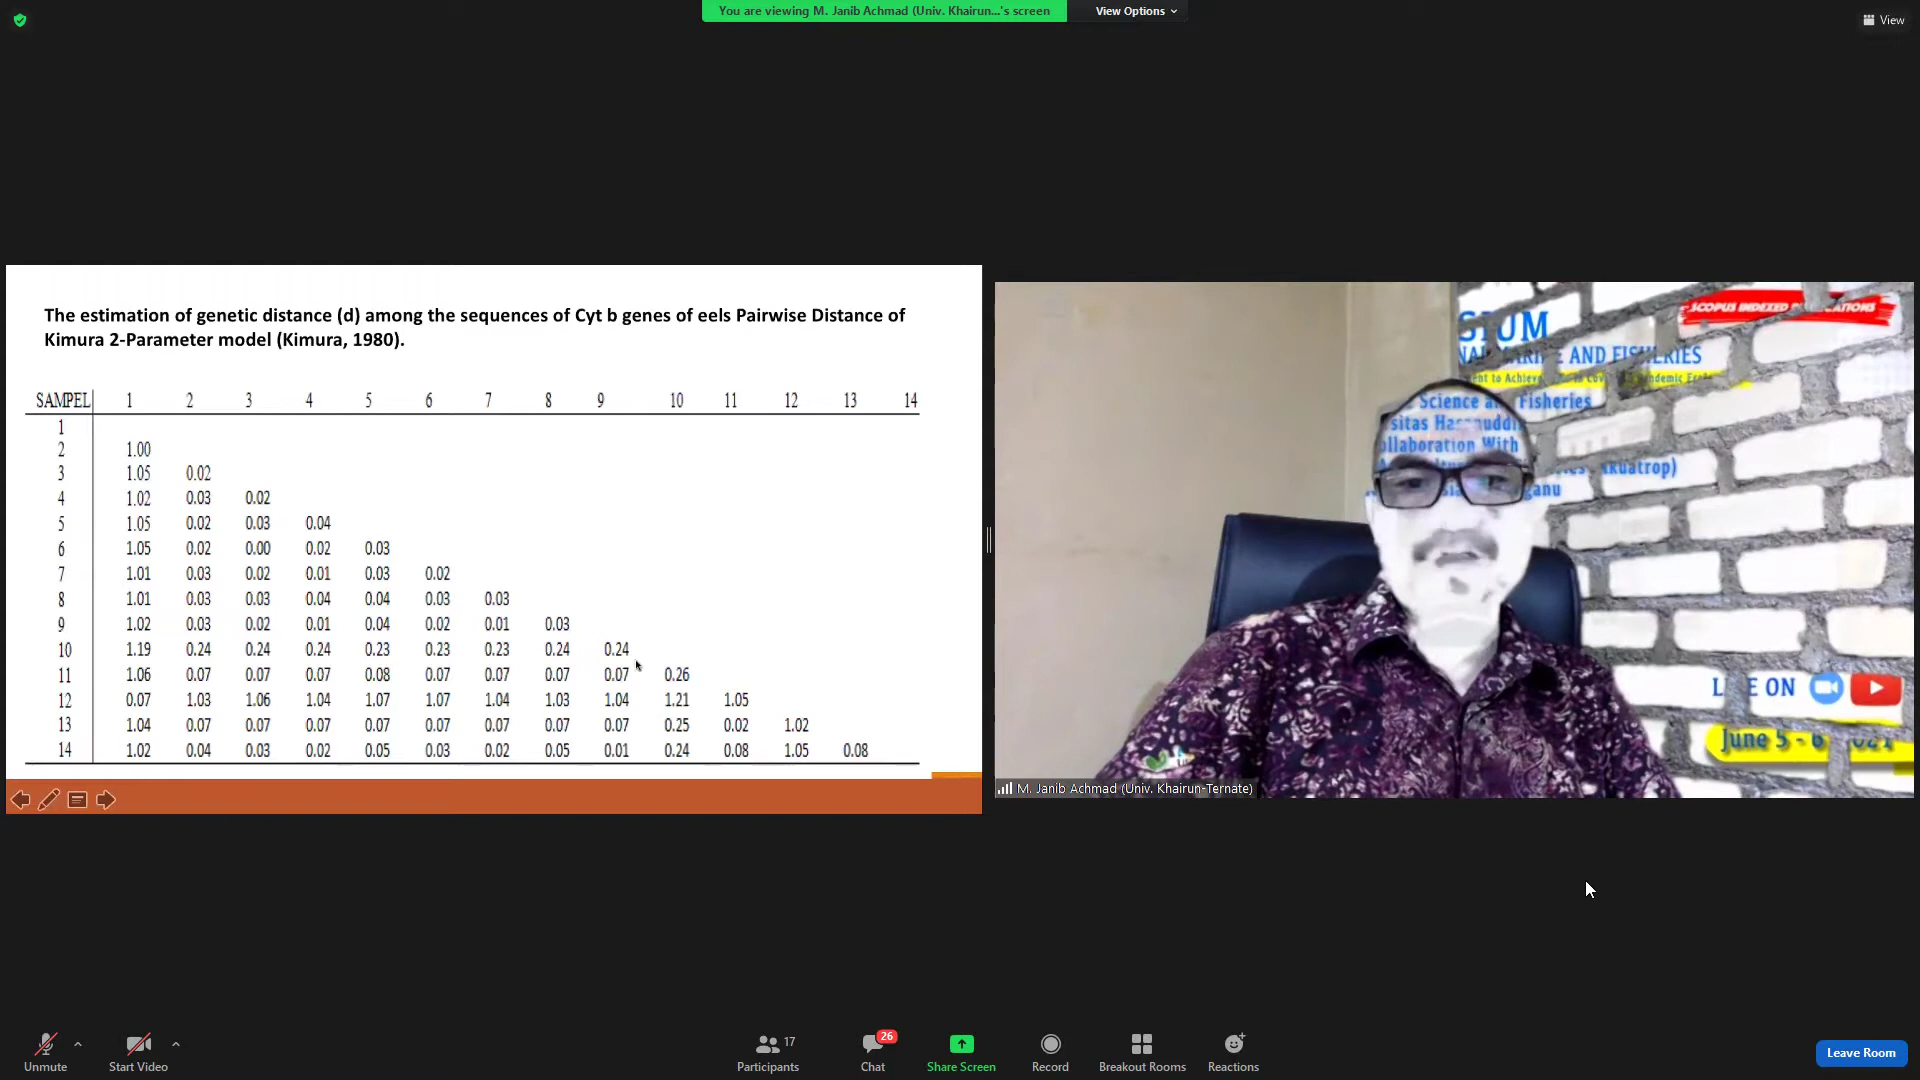 You are viewing M. Janib Achmad (Univ. Khairun...'s screen
View Options
View
The estimation of genetic distance (d) among the sequences of Cyt b genes of eels Pairwise Distance of
Kimura 2-Parameter model (Kimura, 1980).
SAMPEL 1 2 3 4 5 6 7 8 9 10 11 12 13 14
1
2 1.00
3 1.05 0.02
4 1.02 0.03 0.02
5 1.05 0.02 0.03 0.04
6 1.05 0.02 0.00 0.02 0.03
7 1.01 0.03 0.02 0.01 0.03 0.02
8 1.01 0.03 0.03 0.04 0.04 0.03 0.03
9 1.02 0.03 0.02 0.01 0.04 0.02 0.01 0.03
10 1.19 0.24 0.24 0.24 0.23 0.23 0.23 0.24 0.24
11 1.06 0.07 0.07 0.07 0.08 0.07 0.07 0.07 0.07 0.26
12 0.07 1.03 1.06 1.04 1.07 1.07 1.04 1.03 1.04 1.21 1.05
13 1.04 0.07 0.07 0.07 0.07 0.07 0.07 0.07 0.07 0.25 0.02 1.02
14 1.02 0.04 0.03 0.02 0.05 0.03 0.02 0.05 0.01 0.24 0.08 1.05 0.08
SCOPUS INDEXED
SIUM
AND FISHERIES
Science Fisheries
sitas
ollaboration With
kuatrop)
ganu
ON
June 5 - 6
M. Janib Achmad (Univ. Khairun-Ternate)
Unmute
Start Video
17
Participants
26
Chat
Share Screen
Record
Breakout Rooms
Reactions
Leave Room